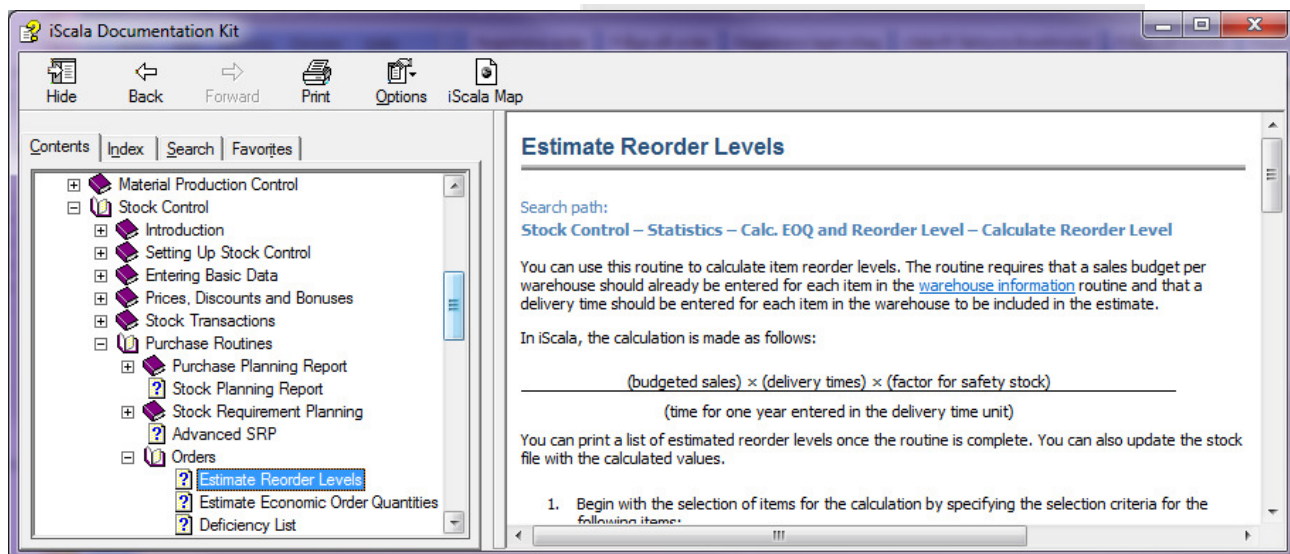 iScala Documentation Kit
Hide Back Forward Print Options iScala Map
Contents Index Search Favorites
Material Production Control
Stock Control
Introduction
Setting Up Stock Control
Entering Basic Data
Prices, Discounts and Bonuses
Stock Transactions
Purchase Routines
Purchase Planning Report
Stock Planning Report
Stock Requirement Planning
Advanced SRP
Orders
Estimate Reorder Levels
Estimate Economic Order Quantities
Deficiency List
Estimate Reorder Levels
Search path:
Stock Control – Statistics – Calc. EOQ and Reorder Level – Calculate Reorder Level
You can use this routine to calculate item reorder levels. The routine requires that a sales budget per
warehouse should already be entered for each item in the warehouse information routine and that a
delivery time should be entered for each item in the warehouse to be included in the estimate.
In iScala, the calculation is made as follows:
(budgeted sales) × (delivery times) × (factor for safety stock)
(time for one year entered in the delivery time unit)
You can print a list of estimated reorder levels once the routine is complete. You can also update the stock
file with the calculated values.
1. Begin with the selection of items for the calculation by specifying the selection criteria for the
following items: